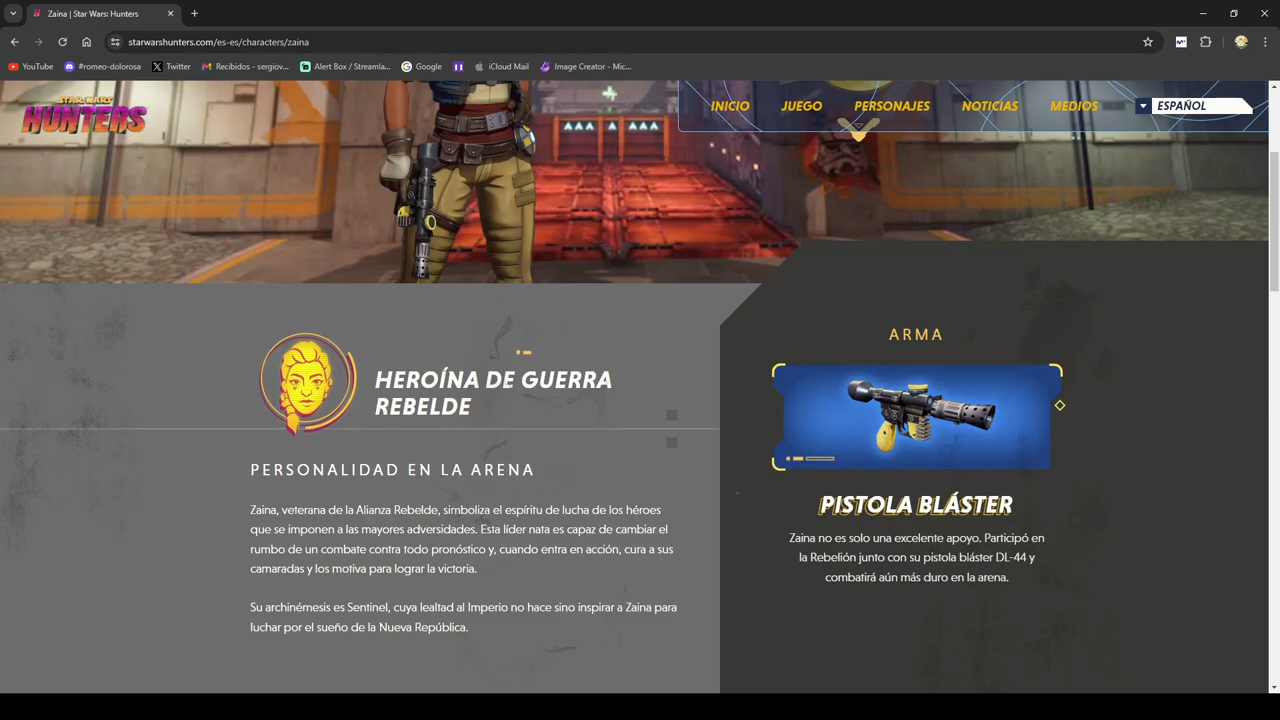 Zaina | Star Wars: Hunters
starwarshunters.com/es-es/characters/zaina
YouTube #romeo-dolorosa Twitter Recibidos - sergiov... Alert Box / Streamla... Google iCloud Mail Image Creator - Mic...
STAR WARS
HUNTERS
INICIO JUEGO PERSONAJES NOTICIAS MEDIOS ESPAÑOL
HEROÍNA DE GUERRA
REBELDE
PERSONALIDAD EN LA ARENA
Zaina, veterana de la Alianza Rebelde, simboliza el espíritu de lucha de los héroes
que se imponen a las mayores adversidades. Esta líder nata es capaz de cambiar el
rumbo de un combate contra todo pronóstico y, cuando entra en acción, cura a sus
camaradas y los motiva para lograr la victoria.
Su archinémesis es Sentinel, cuya lealtad al Imperio no hace sino inspirar a Zaina para
luchar por el sueño de la Nueva República.
ARMA
PISTOLA BLÁSTER
Zaina no es solo una excelente apoyo. Participó en
la Rebelión junto con su pistola bláster DL-44 y
combatirá aún más duro en la arena.